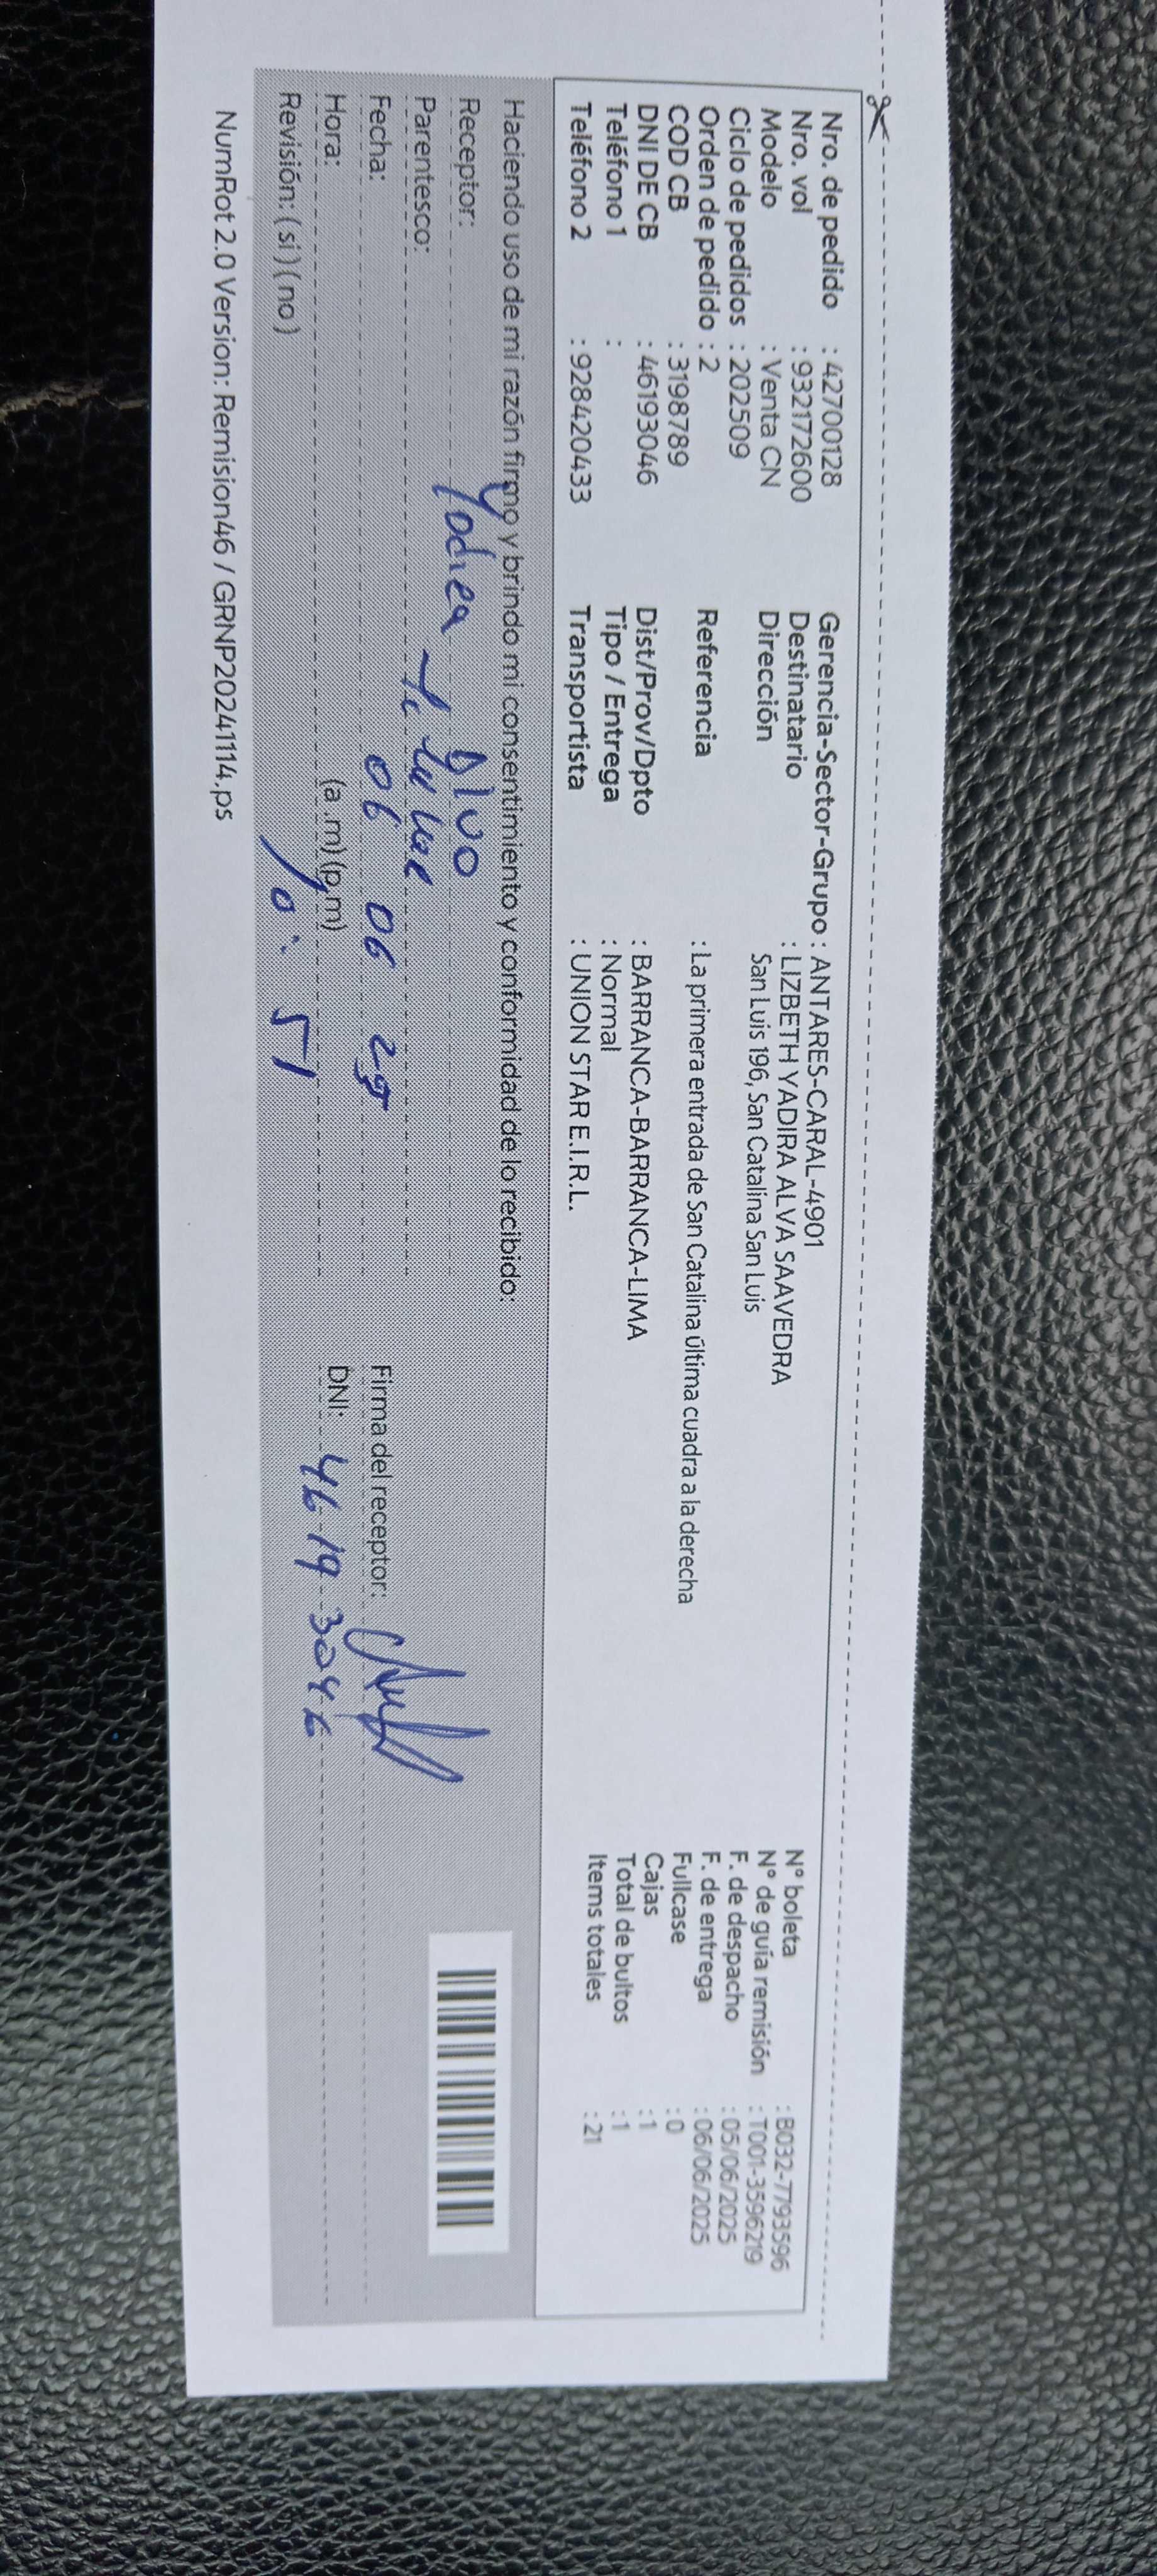 Nro. de pedido : 42700128
Nro. vol : 932172600
Modelo : Venta CN
Ciclo de pedidos : 202509
Orden de pedido : 2
COD CB : 3198789
DNI DE CB : 46193046
Teléfono 1 :
Teléfono 2 : 928420433
Gerencia-Sector-Grupo : ANTARES-CARAL-4901
Destinatario : LIZBETH YADIRA ALVA SAAVEDRA
Dirección San Luis 196, San Catalina San Luis
Referencia : La primera entrada de San Catalina última cuadra a la derecha
Dist/Prov/Dpto : BARRANCA-BARRANCA-LIMA
Tipo / Entrega : Normal
Transportista : UNION STAR E.I.R.L.
N° boleta : B032-7793596
N° de guía remisión : T001-3596219
F. de despacho : 05/06/2025
F. de entrega : 06/06/2025
Fullcase : 0
Cajas : 1
Total de bultos : 1
Items totales : 21
Haciendo uso de mi razón firmo y brindo mi consentimiento y conformidad de lo recibido:
Receptor:
Parentesco:
Fecha: 06 06 25
Hora: (a.m) (p.m) 10: 51
Revisión: ( si ) ( no )
Firma del receptor:
DNI: 46193046
NumRot 2.0 Version: Remision46 / GRNP20241114.ps